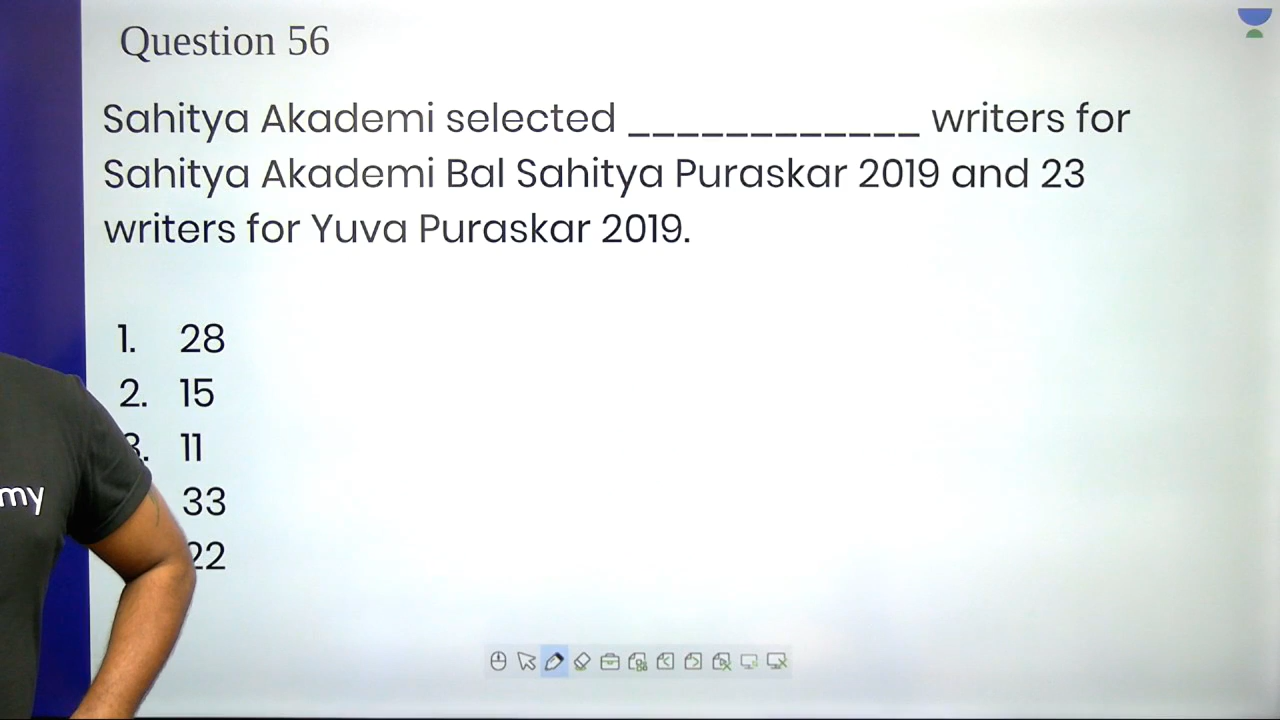 Question 56
Sahitya Akademi selected ____________ writers for
Sahitya Akademi Bal Sahitya Puraskar 2019 and 23
writers for Yuva Puraskar 2019.
1. 28
2. 15
3. 11
33
22
my